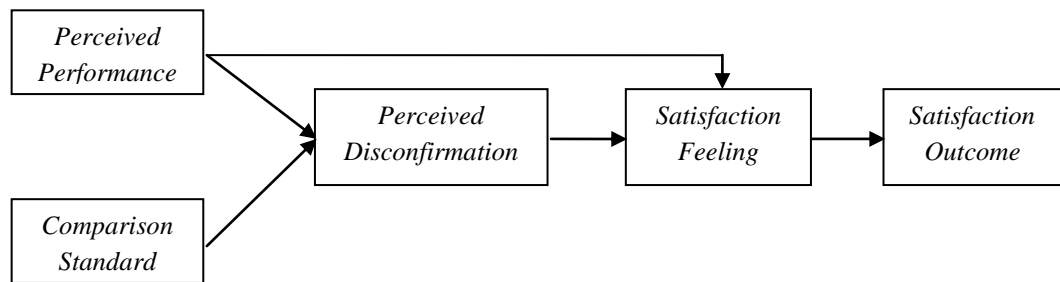 Perceived
Performance
Perceived
Disconfirmation
Satisfaction
Feeling
Satisfaction
Outcome
Comparison
Standard